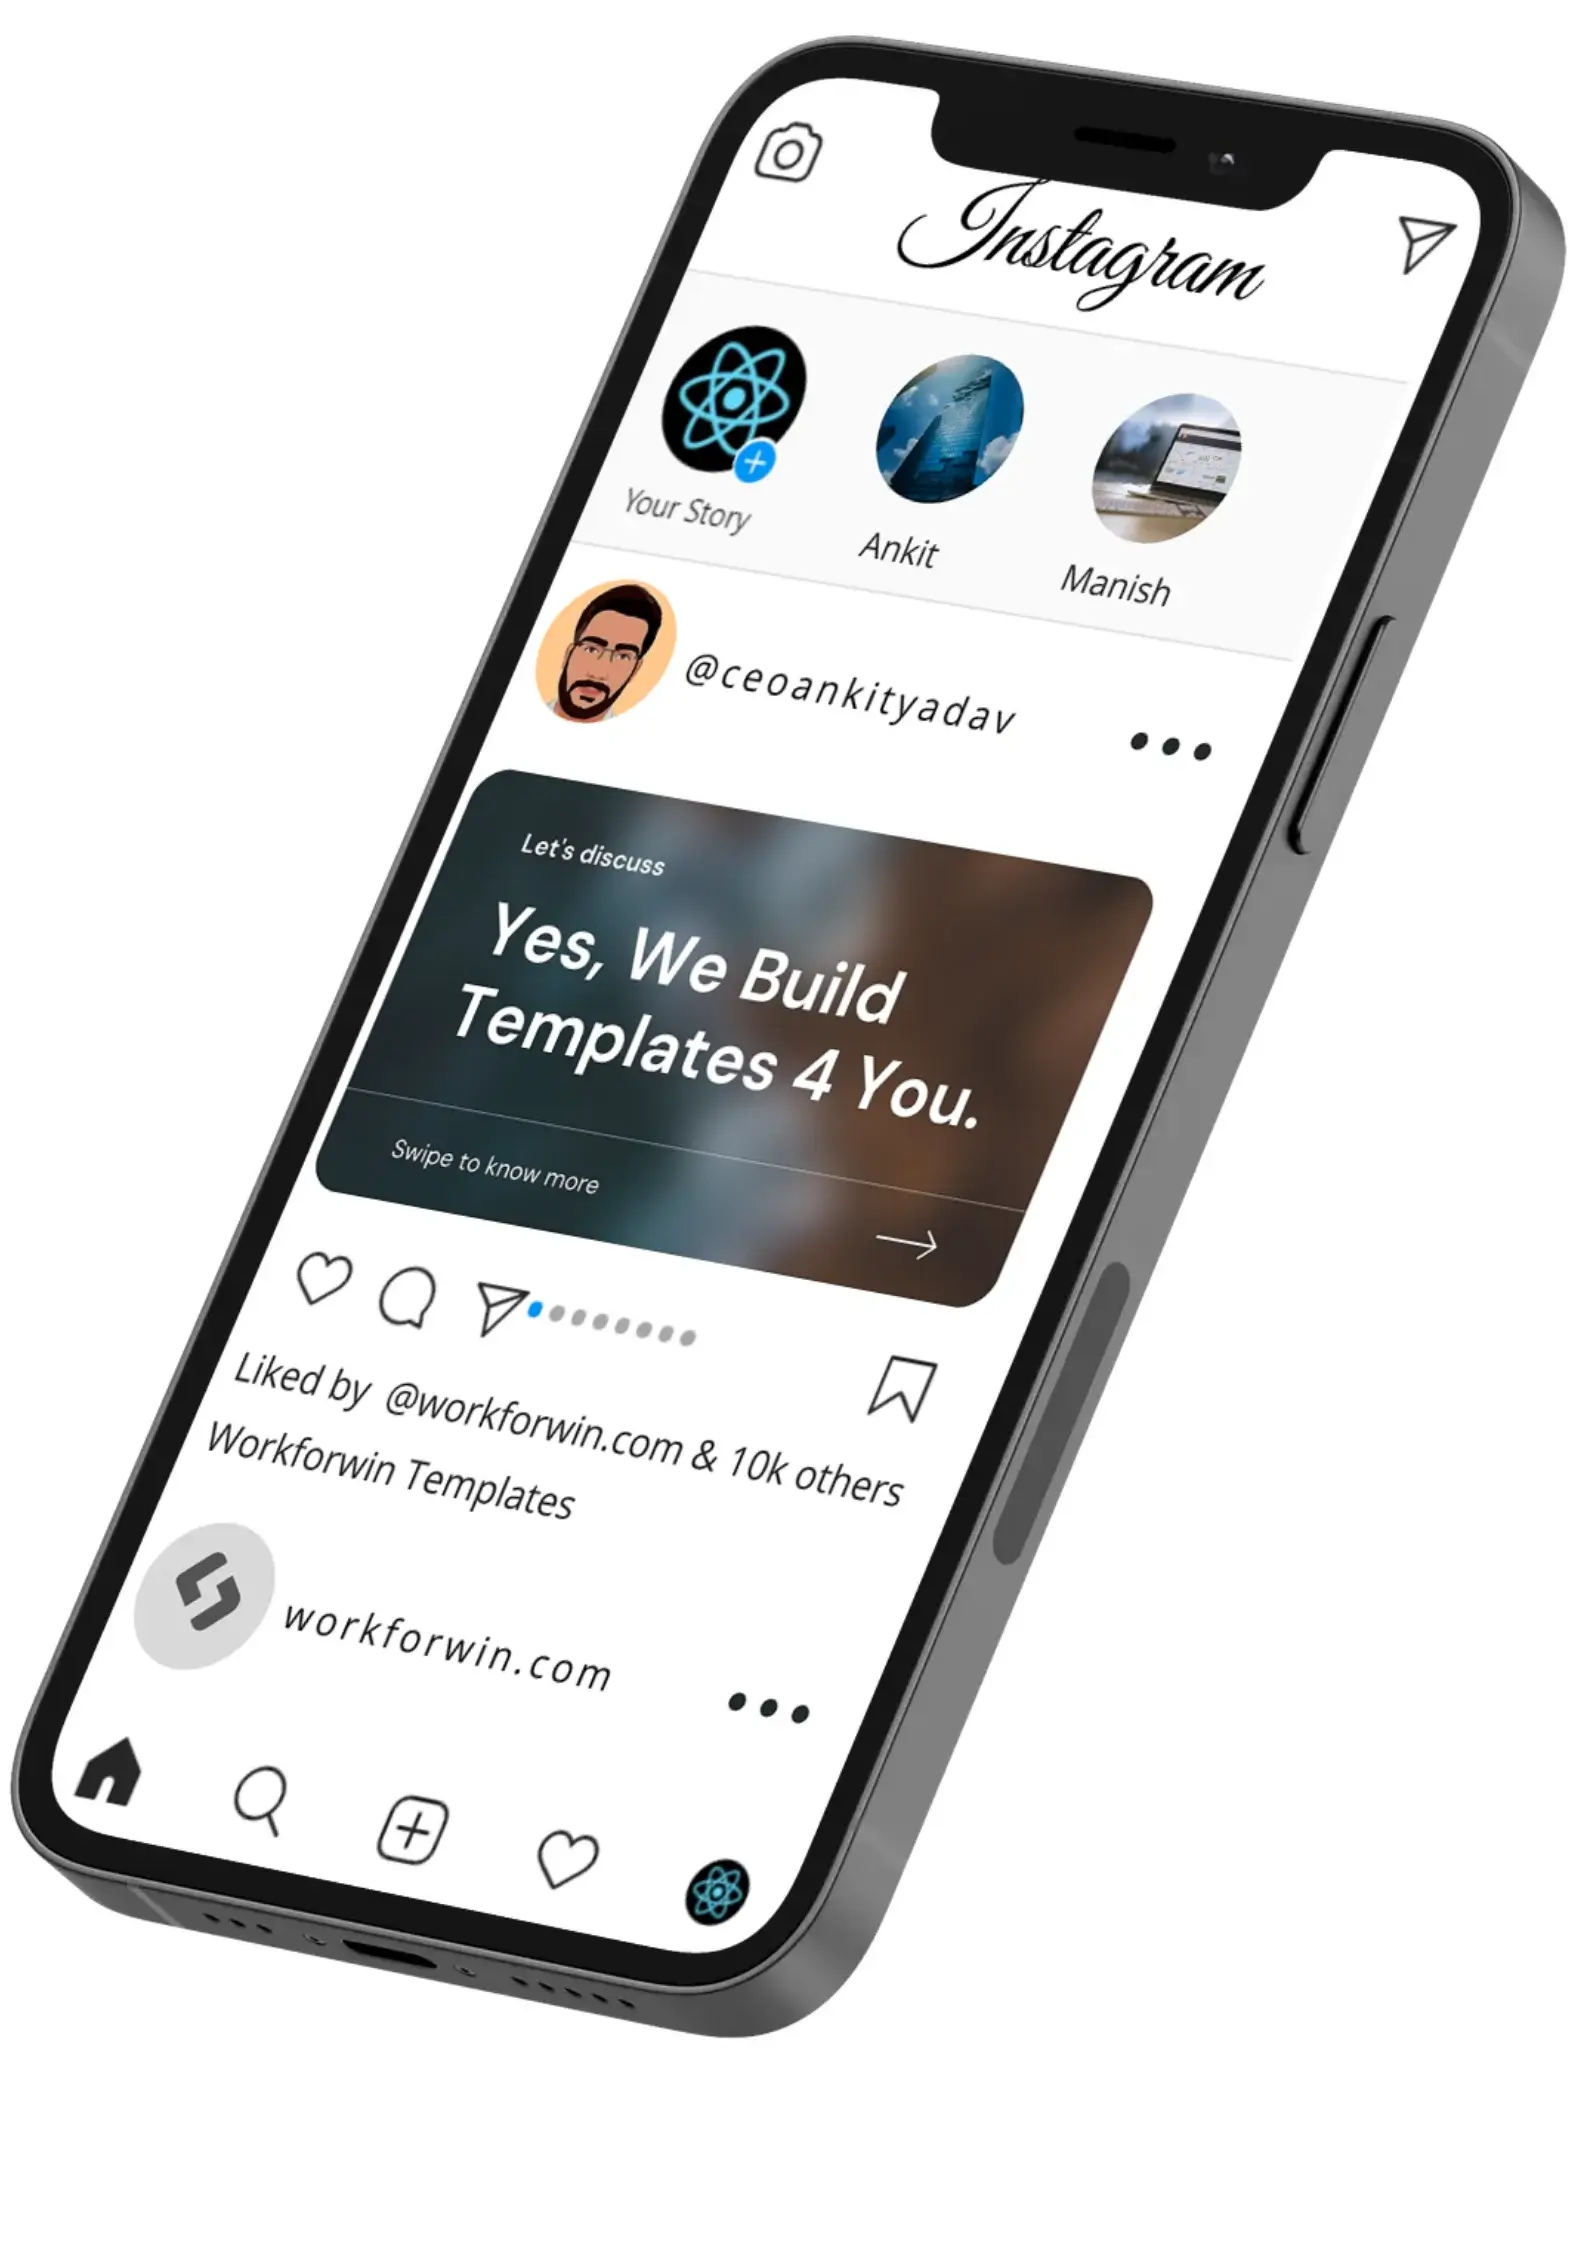 Instagram
Your Story
Ankit
Manish
@ceoankityadav
Let's discuss
Yes, We Build
Templates 4 You.
Swipe to know more
Liked by @workforwin.com & 10k others
Workforwin Templates
workforwin.com